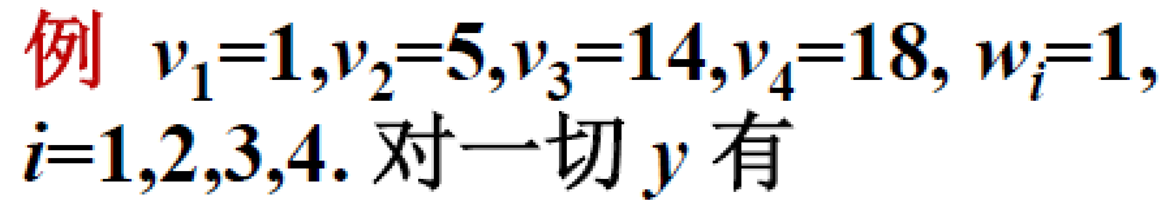 例 v₁=1,v₂=5,v₃=14,v₄=18, wᵢ=1,
i=1,2,3,4. 对一切 y 有